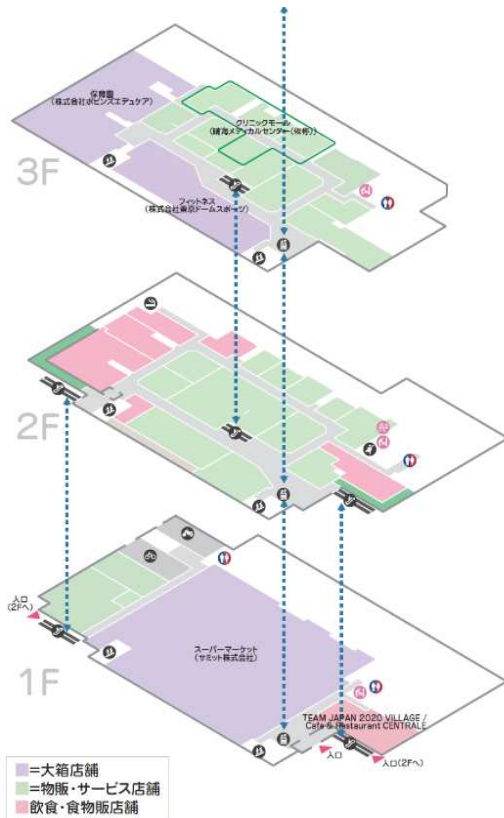 保育園
(株式会社ポピンズエデュケア)
クリニックモール
(晴海メディカルセンター(仮称))
3F
フィットネス
(株式会社東京ドームスポーツ)
2F
入口
(2Fへ)
スーパーマーケット
(サミット株式会社)
1F
TEAM JAPAN 2020 VILLAGE /
Cafe & Restaurant CENTRALE
入口
入口(2Fへ)
=大箱店舗
=物販・サービス店舗
飲食・食物販店舗